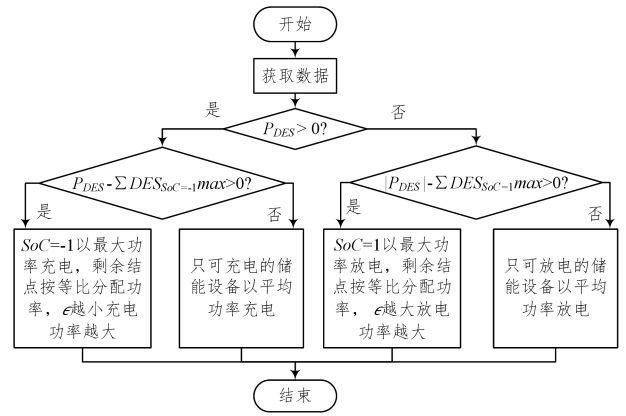 开始
获取数据
是
否
P_DES > 0?
P_DES - Σ DES_SoC=-1 max>0?
|P_DES| - Σ DES_SoC=1 max>0?
是
否
是
否
SoC=-1以最大功
率充电，剩余结
点按等比分配功
率，ϵ越小充电
功率越大
只可充电的储
能设备以平均
功率充电
SoC=1以最大功
率放电，剩余结
点按等比分配功
率，ϵ越大放电
功率越大
只可放电的储
能设备以平均
功率放电
结束